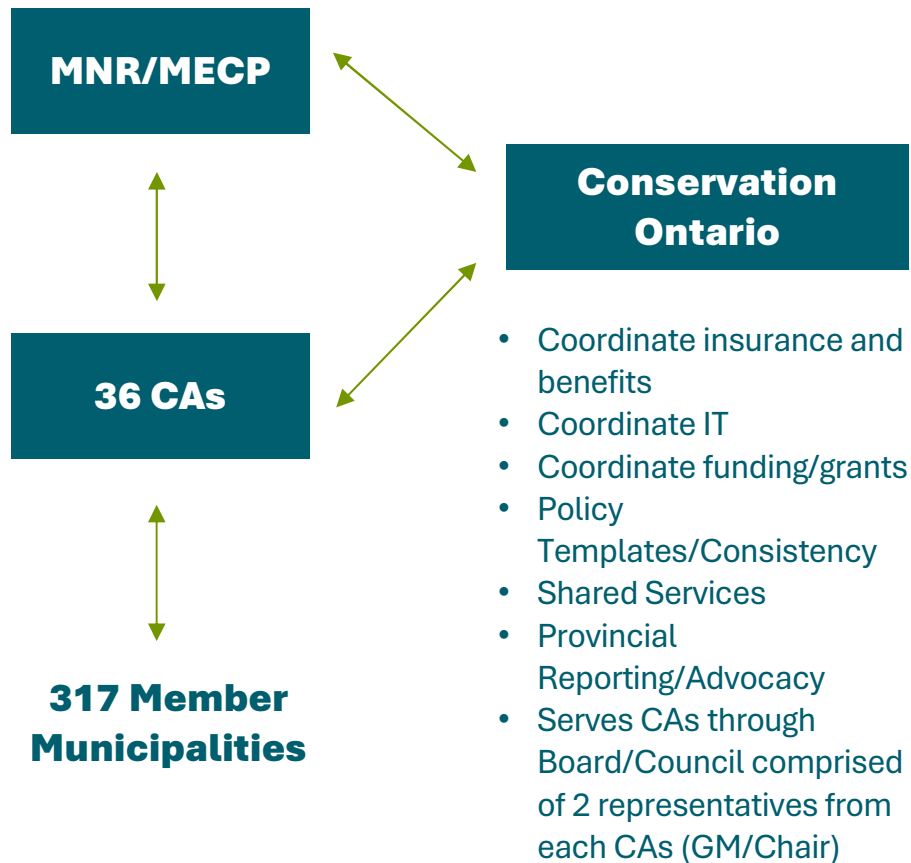 MNR/MECP
36 CAs
317 Member
Municipalities
Conservation
Ontario
• Coordinate insurance and
benefits
• Coordinate IT
• Coordinate funding/grants
• Policy
Templates/Consistency
• Shared Services
• Provincial
Reporting/Advocacy
• Serves CAs through
Board/Council comprised
of 2 representatives from
each CAs (GM/Chair)